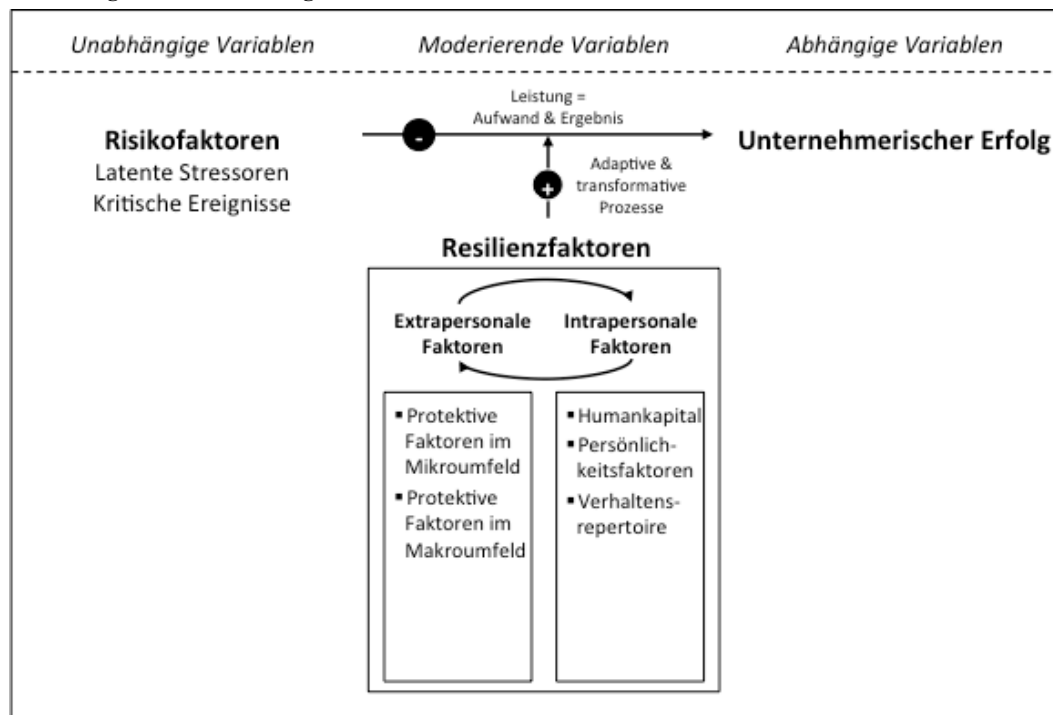 Unabhängige Variablen
Moderierende Variablen
Abhängige Variablen
Leistung =
Aufwand & Ergebnis
Risikofaktoren
Latente Stressoren
Kritische Ereignisse
-
Unternehmerischer Erfolg
+
Adaptive &
transformative
Prozesse
Resilienzfaktoren
Extrapersonale
Faktoren
Intrapersonale
Faktoren
▪ Protektive
Faktoren im
Mikroumfeld
▪ Protektive
Faktoren im
Makroumfeld
▪ Humankapital
▪ Persönlich-
keitsfaktoren
▪ Verhaltens-
repertoire